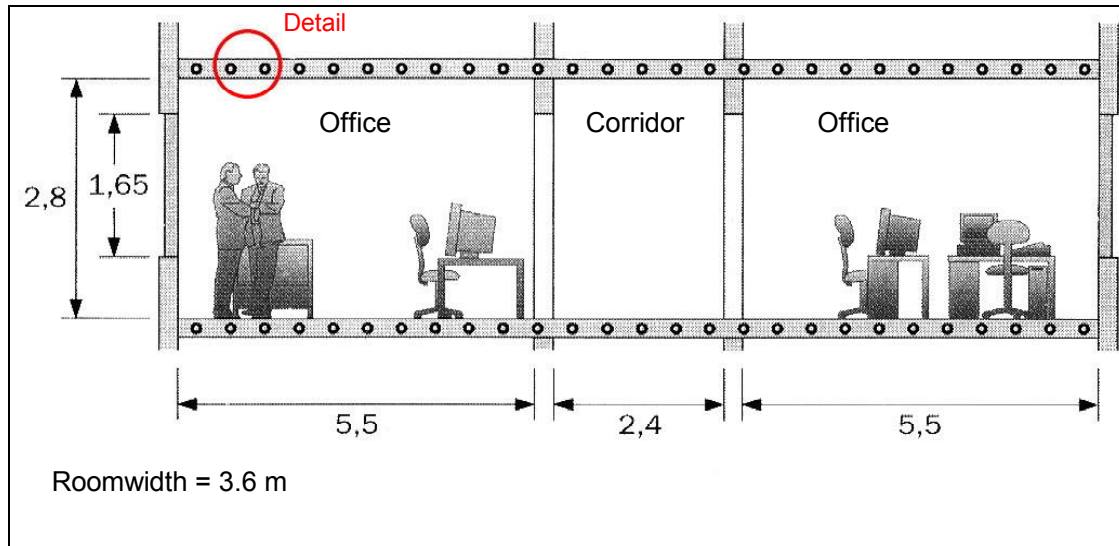 Detail
Office
Corridor
Office
2,8
1,65
5,5
2,4
5,5
Roomwidth = 3.6 m